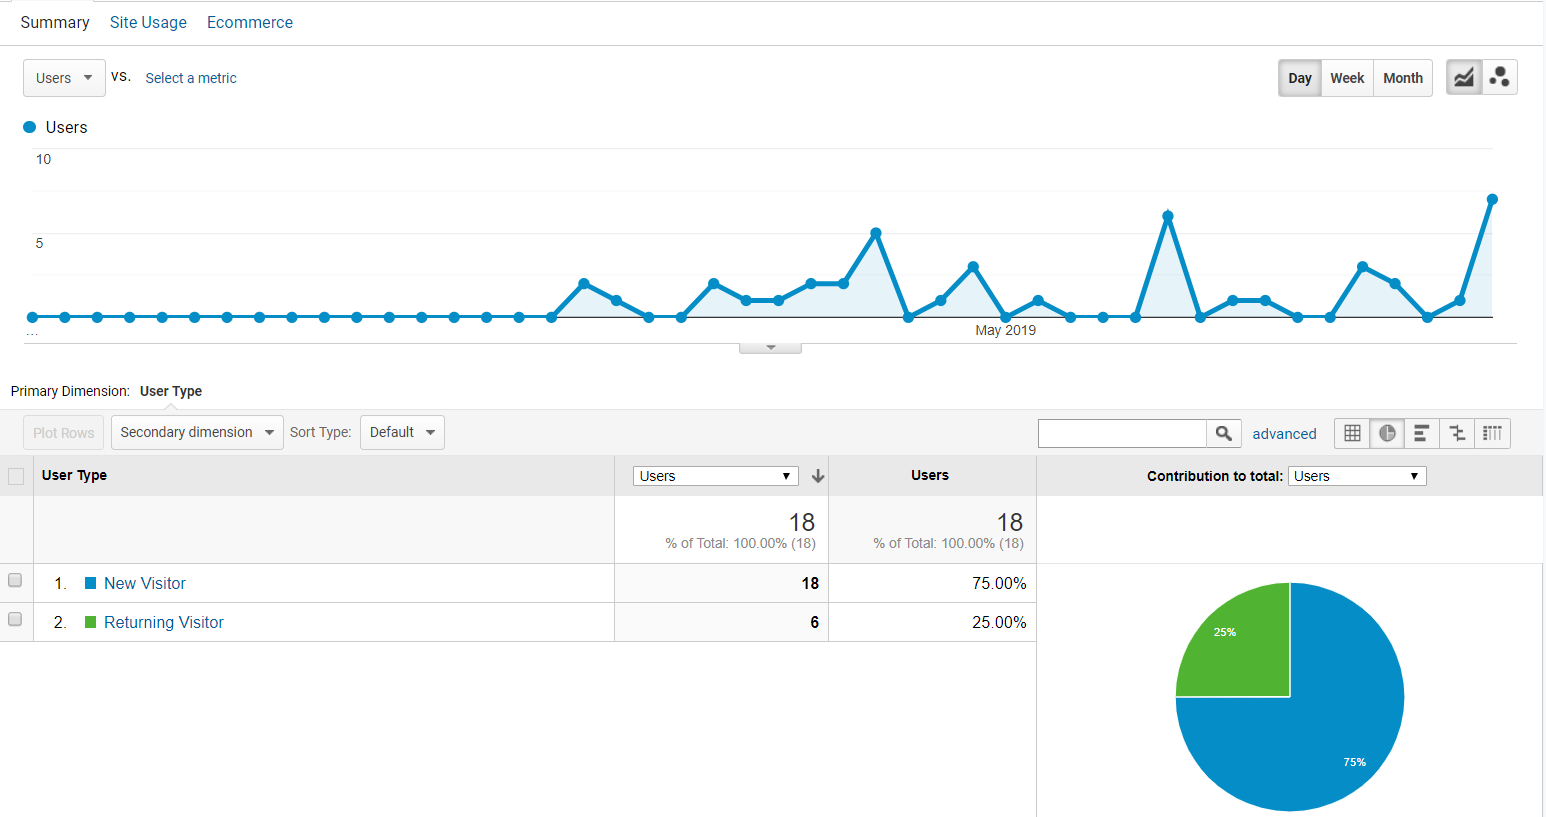 Summary Site Usage Ecommerce
Users VS. Select a metric
Day Week Month
Users
10
5
...
May 2019
Primary Dimension: User Type
Plot Rows Secondary dimension Sort Type: Default advanced
User Type Users Users Contribution to total: Users
18 18
% of Total: 100.00% (18) % of Total: 100.00% (18)
1. New Visitor 18 75.00%
2. Returning Visitor 6 25.00%
25%
75%